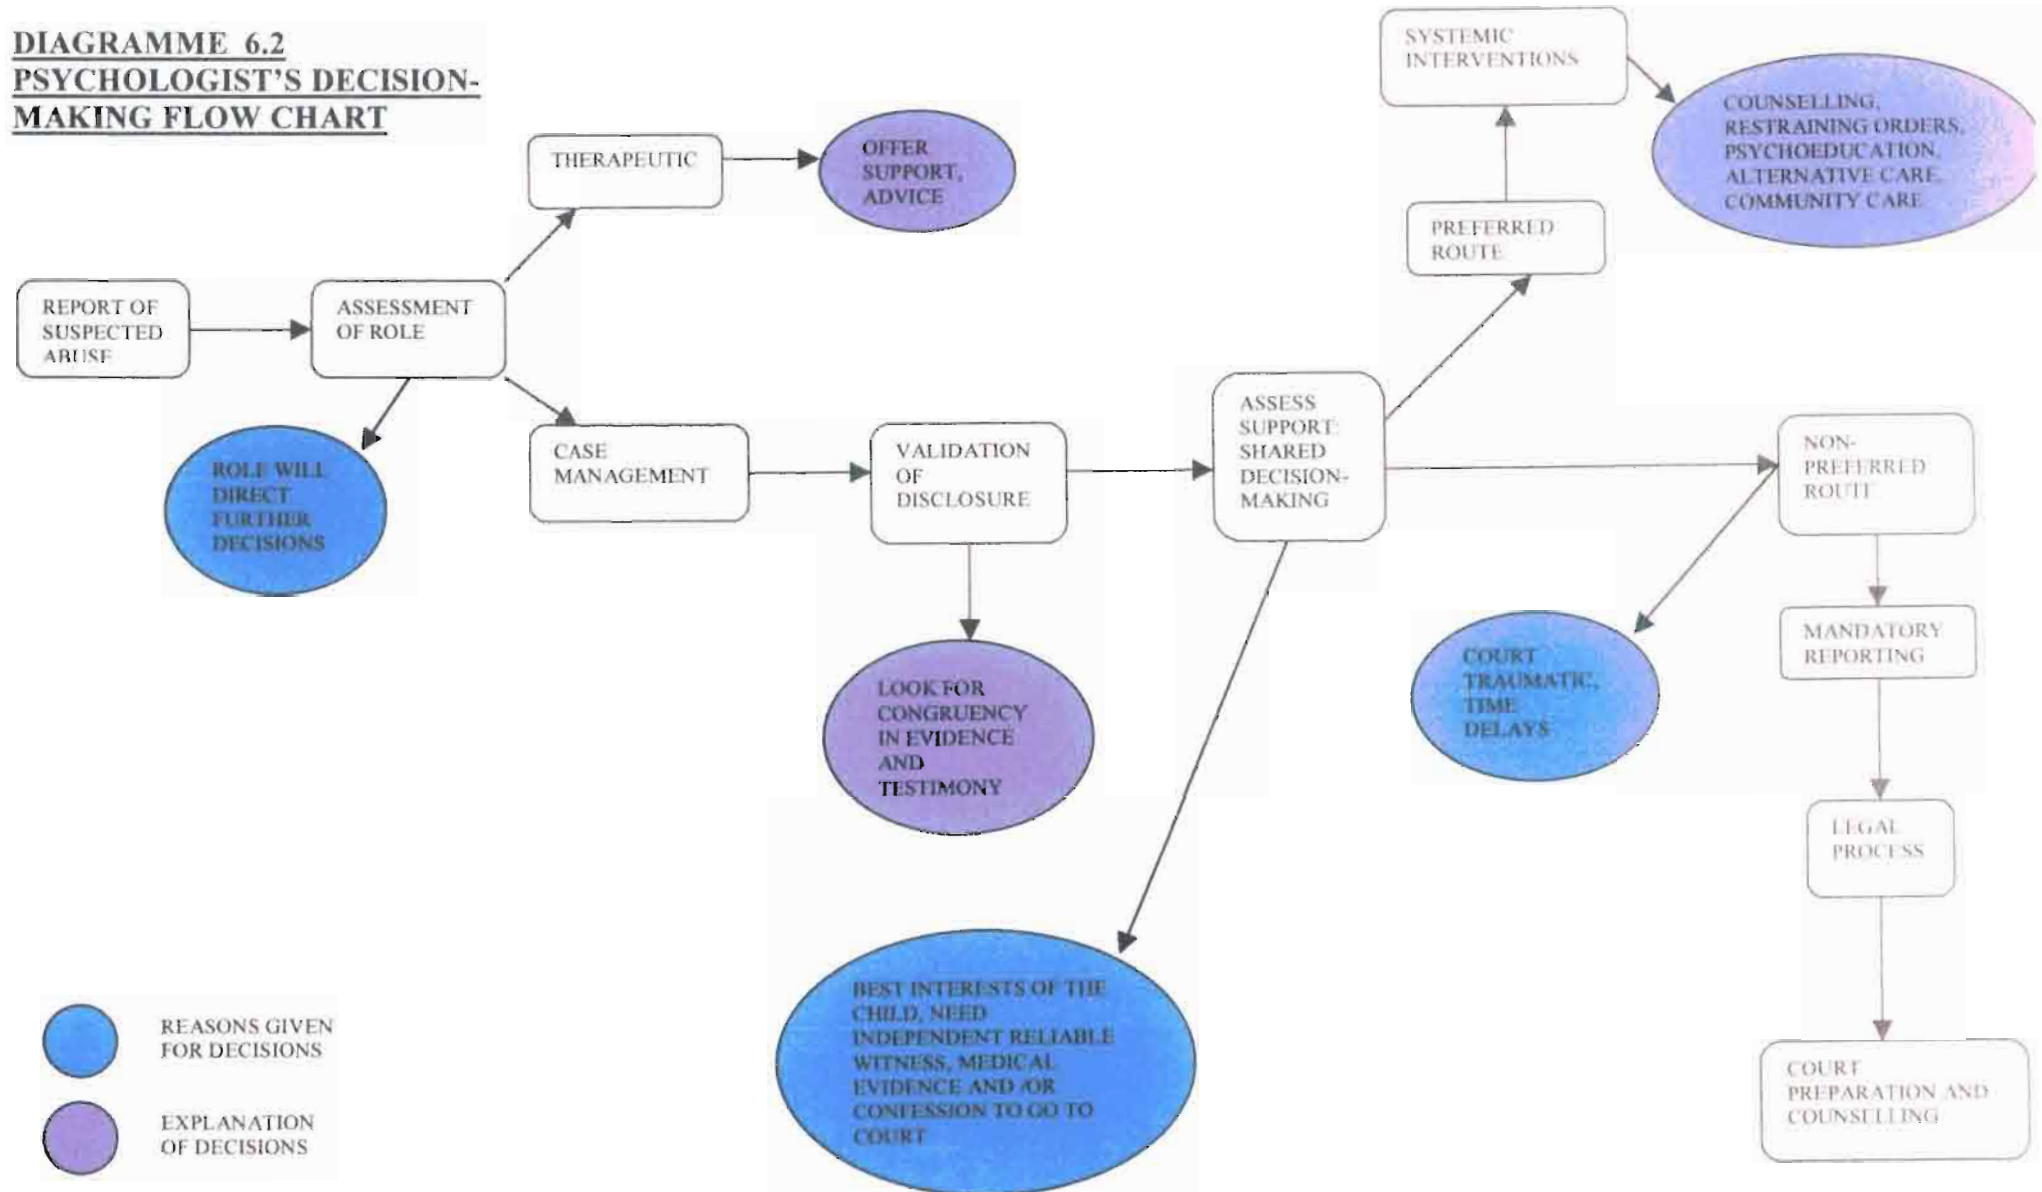 DIAGRAMME 6.2
PSYCHOLOGIST'S DECISION-
MAKING FLOW CHART
REPORT OF
SUSPECTED
ABUSE
ASSESSMENT
OF ROLE
ROLE WILL
DIRECT
FURTHER
DECISIONS
THERAPEUTIC
OFFER
SUPPORT,
ADVICE
CASE
MANAGEMENT
VALIDATION
OF
DISCLOSURE
LOOK FOR
CONGRUENCY
IN EVIDENCE
AND
TESTIMONY
ASSESS
SUPPORT:
SHARED
DECISION-
MAKING
BEST INTERESTS OF THE
CHILD, NEED
INDEPENDENT RELIABLE
WITNESS, MEDICAL
EVIDENCE AND /OR
CONFESSION TO GO TO
COURT
PREFERRED
ROUTE
SYSTEMIC
INTERVENTIONS
COUNSELLING,
RESTRAINING ORDERS,
PSYCHOEDUCATION,
ALTERNATIVE CARE,
COMMUNITY CARE
NON-
PREFERRED
ROUTE
COURT
TRAUMATIC,
TIME
DELAYS
MANDATORY
REPORTING
LEGAL
PROCESS
COURT
PREPARATION AND
COUNSELLING
REASONS GIVEN
FOR DECISIONS
EXPLANATION
OF DECISIONS